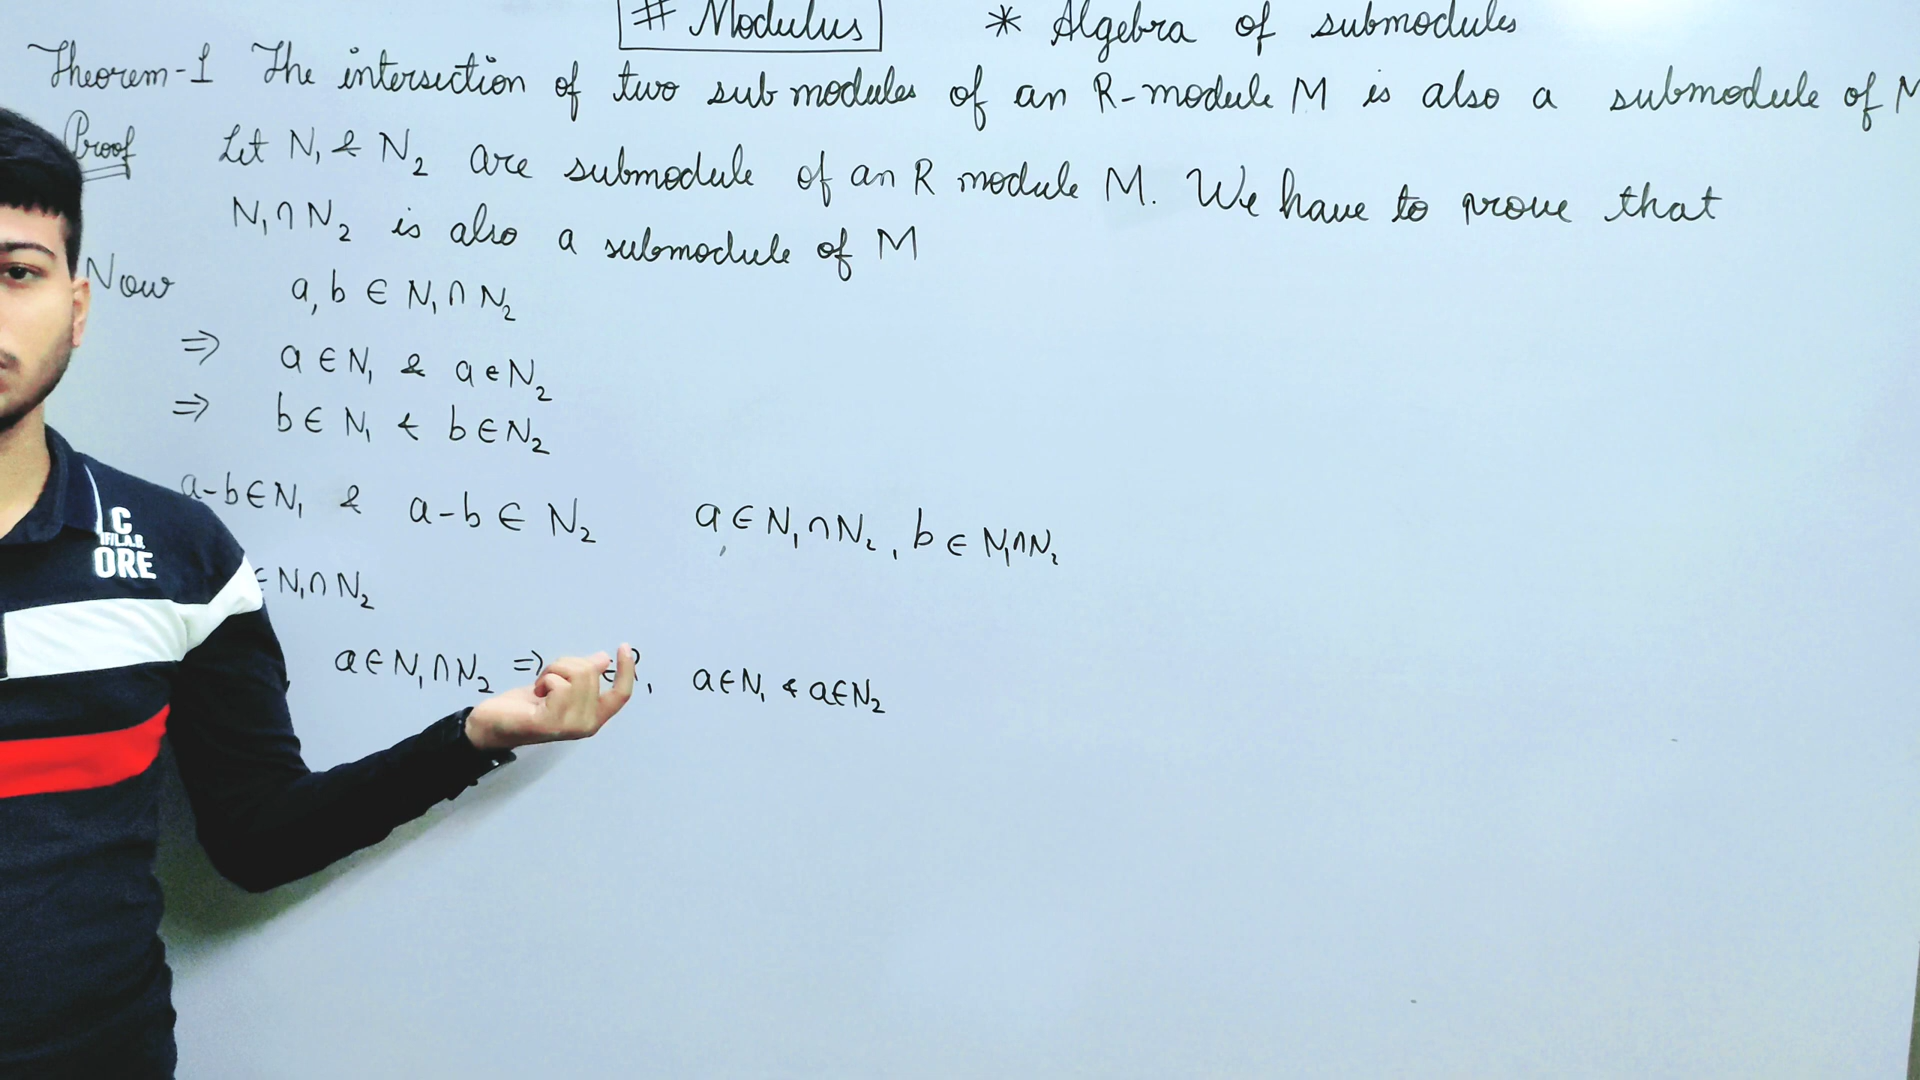 # Modulus * Algebra of submodules
Theorem-1 The intersection of two submodules of an R-module M is also a submodule of M
Proof Let N₁ & N₂ are submodule of an R module M. We have to prove that
N₁∩N₂ is also a submodule of M
Now a,b ∈ N₁∩N₂
⇒ a∈N₁ & a∈N₂
⇒ b∈N₁ & b∈N₂
a-b∈N₁ & a-b∈N₂ a∈N₁∩N₂, b∈N₁∩N₂
∈ N₁∩N₂
a∈N₁∩N₂ ⇒ ∈R, a∈N₁ & a∈N₂
C
ORE